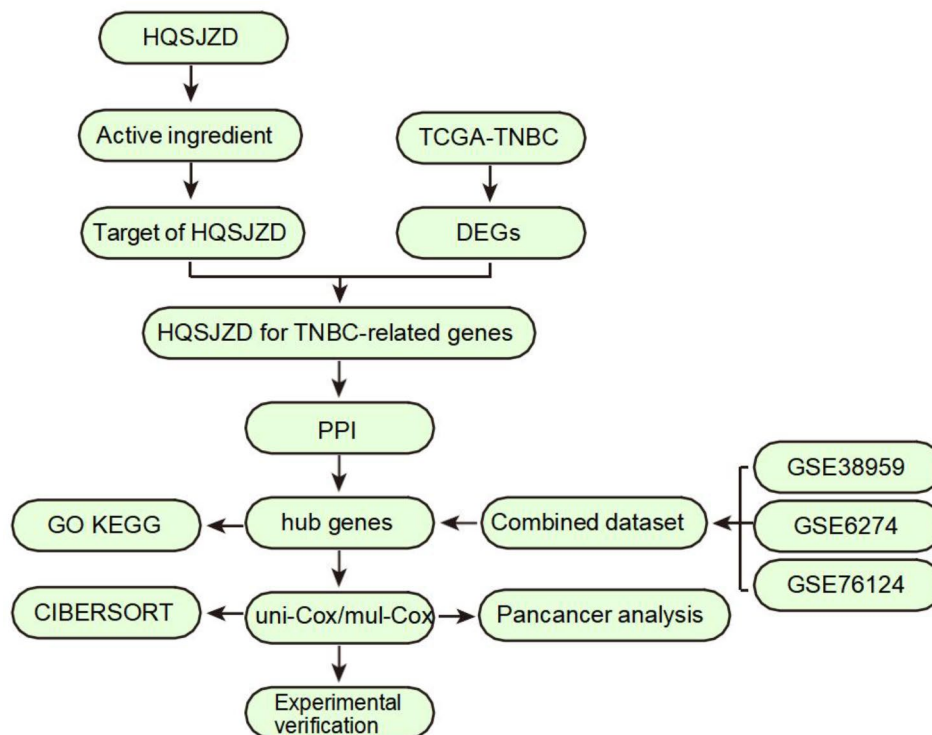 HQSJZD
Active ingredient
TCGA-TNBC
Target of HQSJZD
DEGs
HQSJZD for TNBC-related genes
PPI
GSE38959
GO KEGG
hub genes
Combined dataset
GSE6274
GSE76124
CIBERSORT
uni-Cox/mul-Cox
Pancancer analysis
Experimental
verification